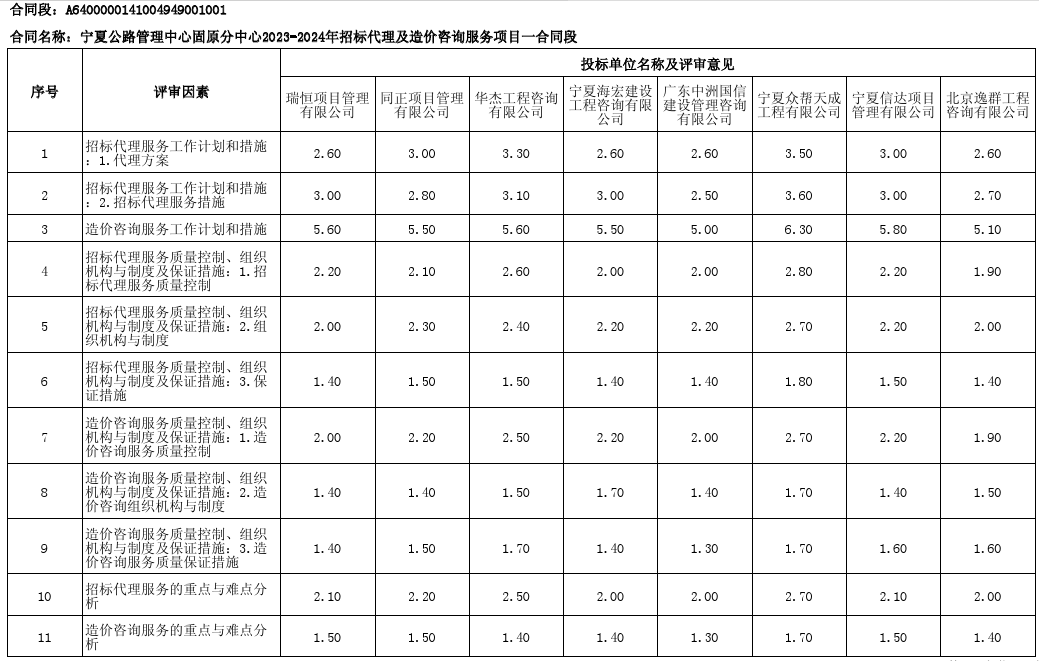 合同段：A6400000141004949001001
合同名称：宁夏公路管理中心固原分中心2023-2024年招标代理及造价咨询服务项目一合同段
序号
评审因素
投标单位名称及评审意见
瑞恒项目管理
有限公司
同正项目管理
有限公司
华杰工程咨询
有限公司
宁夏海宏建设
工程咨询有限
公司
广东中洲国信
建设管理咨询
有限公司
宁夏众帮天成
工程有限公司
宁夏信达项目
管理有限公司
北京逸群工程
咨询有限公司
1
招标代理服务工作计划和措施
：1.代理方案
2.60 3.00 3.30 2.60 2.60 3.50 3.00 2.60
2
招标代理服务工作计划和措施
：2.招标代理服务措施
3.00 2.80 3.10 3.00 2.50 3.60 3.00 2.70
3 造价咨询服务工作计划和措施 5.60 5.50 5.60 5.50 5.00 6.30 5.80 5.10
4
招标代理服务质量控制、组织
机构与制度及保证措施：1.招
标代理服务质量控制
2.20 2.10 2.60 2.00 2.00 2.80 2.20 1.90
5
招标代理服务质量控制、组织
机构与制度及保证措施：2.组
织机构与制度
2.00 2.30 2.40 2.20 2.20 2.70 2.20 2.00
6
招标代理服务质量控制、组织
机构与制度及保证措施：3.保
证措施
1.40 1.50 1.50 1.40 1.40 1.80 1.50 1.40
7
造价咨询服务质量控制、组织
机构与制度及保证措施：1.造
价咨询服务质量控制
2.00 2.20 2.50 2.20 2.00 2.70 2.20 1.90
8
造价咨询服务质量控制、组织
机构与制度及保证措施：2.造
价咨询组织机构与制度
1.40 1.40 1.50 1.70 1.40 1.70 1.40 1.50
9
造价咨询服务质量控制、组织
机构与制度及保证措施：3.造
价咨询服务质量保证措施
1.40 1.50 1.70 1.40 1.30 1.70 1.60 1.60
10
招标代理服务的重点与难点分
析
2.10 2.20 2.50 2.00 2.00 2.70 2.10 2.00
11
造价咨询服务的重点与难点分
析
1.50 1.50 1.40 1.40 1.30 1.70 1.50 1.40